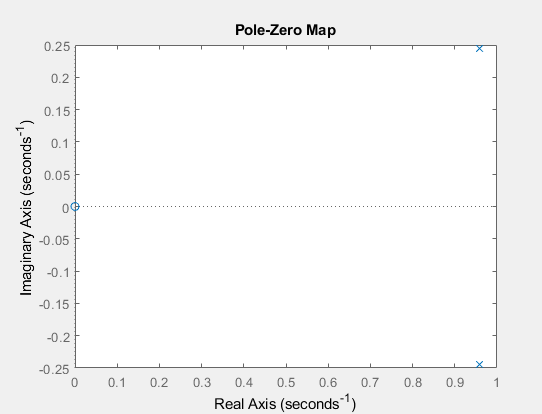 Pole-Zero Map
0.25
0.2
0.15
0.1
0.05
0
-0.05
-0.1
-0.15
-0.2
-0.25
Imaginary Axis (seconds⁻¹)
0 0.1 0.2 0.3 0.4 0.5 0.6 0.7 0.8 0.9 1
Real Axis (seconds⁻¹)